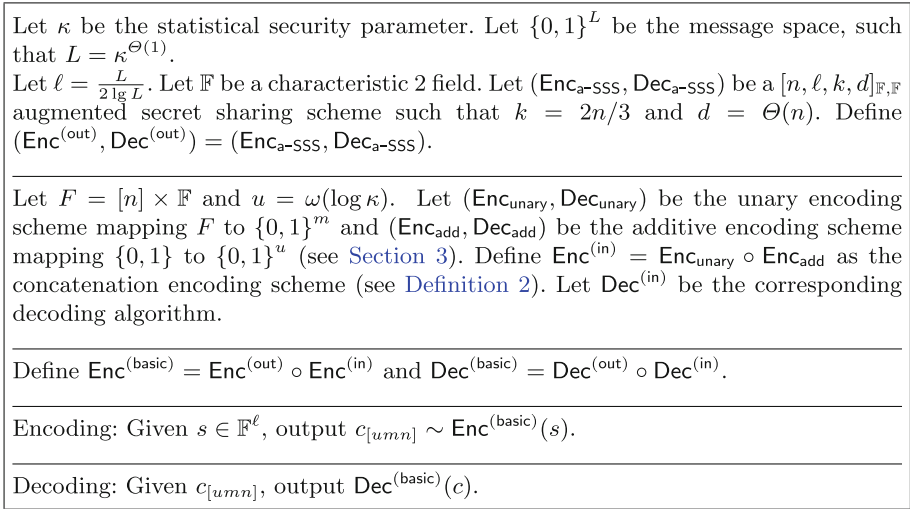 Let κ be the statistical security parameter. Let {0, 1}^L be the message space, such
that L = κ^{Θ(1)}.
Let ℓ = \frac{L}{2 lg L}. Let 𝔽 be a characteristic 2 field. Let (Enc_{a-SSS}, Dec_{a-SSS}) be a [n, ℓ, k, d]_{𝔽,𝔽}
augmented secret sharing scheme such that k = 2n/3 and d = Θ(n). Define
(Enc^{(out)}, Dec^{(out)}) = (Enc_{a-SSS}, Dec_{a-SSS}).
Let F = [n] × 𝔽 and u = ω(log κ). Let (Enc_{unary}, Dec_{unary}) be the unary encoding
scheme mapping F to {0, 1}^m and (Enc_{add}, Dec_{add}) be the additive encoding scheme
mapping {0, 1} to {0, 1}^u (see Section 3). Define Enc^{(in)} = Enc_{unary} ∘ Enc_{add} as the
concatenation encoding scheme (see Definition 2). Let Dec^{(in)} be the corresponding
decoding algorithm.
Define Enc^{(basic)} = Enc^{(out)} ∘ Enc^{(in)} and Dec^{(basic)} = Dec^{(out)} ∘ Dec^{(in)}.
Encoding: Given s ∈ 𝔽^ℓ, output c_{[umn]} ∼ Enc^{(basic)}(s).
Decoding: Given c_{[umn]}, output Dec^{(basic)}(c).